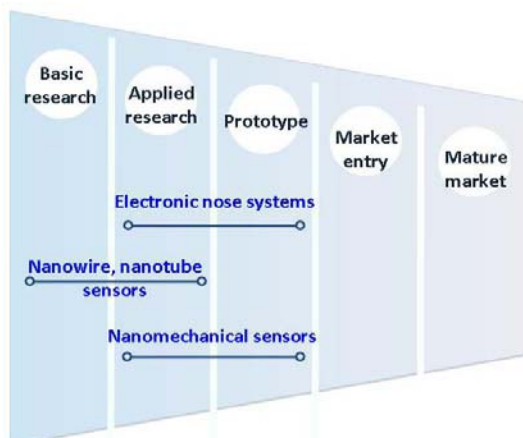 Basic
research
Applied
research
Prototype
Market
entry
Mature
market
Electronic nose systems
Nanowire, nanotube
sensors
Nanomechanical sensors